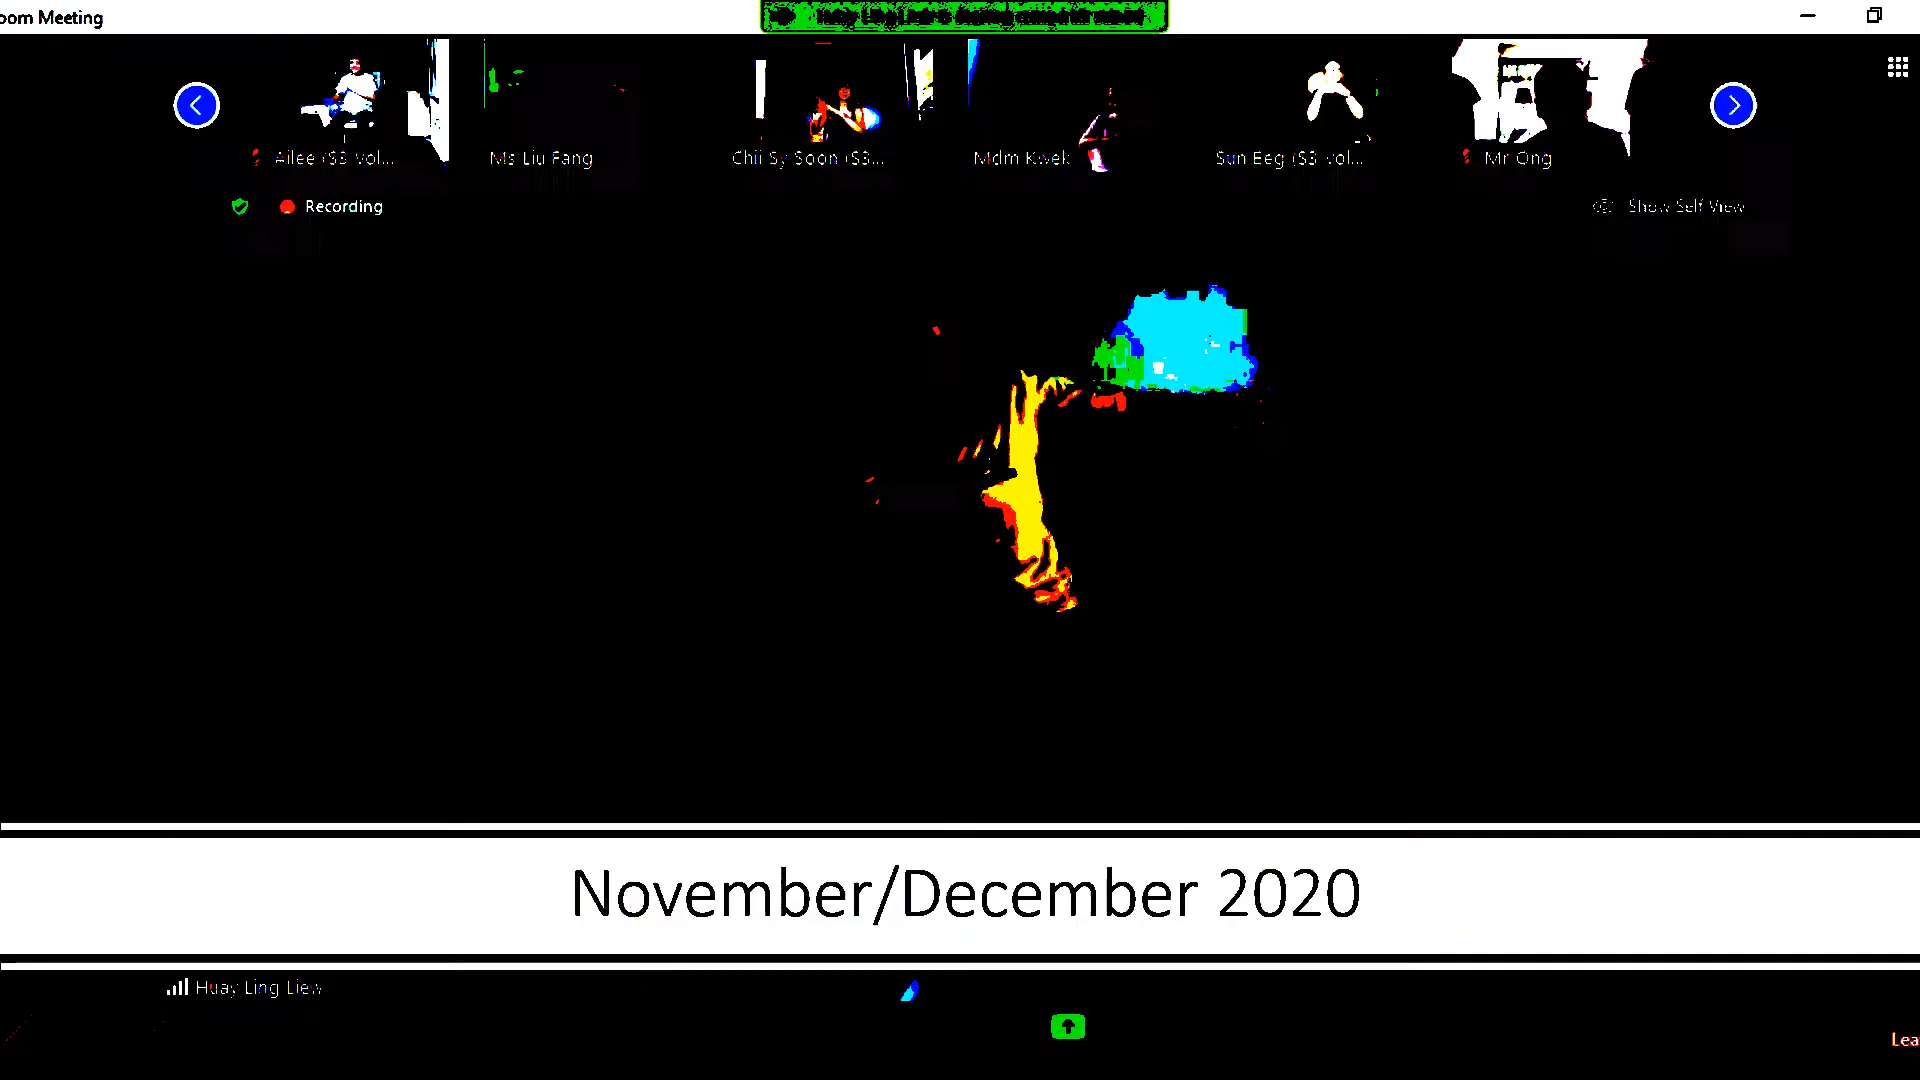 oom Meeting
Ailee (S3 Vol...
Ms Liu Fang
Chii Sy Soon (S3...
Mdm Kwek
Sun Eeg (S3 vol...
Mr Ong
Recording
Show Self View
November/December 2020
Huay Ling Liew
Lea